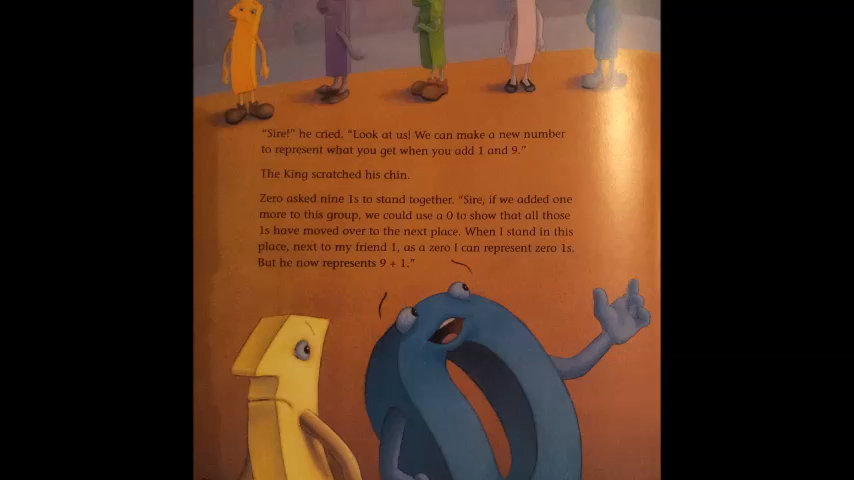 "Sire!" he cried. "Look at us! We can make a new number
to represent what you get when you add 1 and 9."
The King scratched his chin.
Zero asked nine 1s to stand together. "Sire, if we added one
more to this group, we could use a 0 to show that all those
1s have moved over to the next place. When I stand in this
place, next to my friend 1, as a zero I can represent zero 1s.
But he now represents 9 + 1."